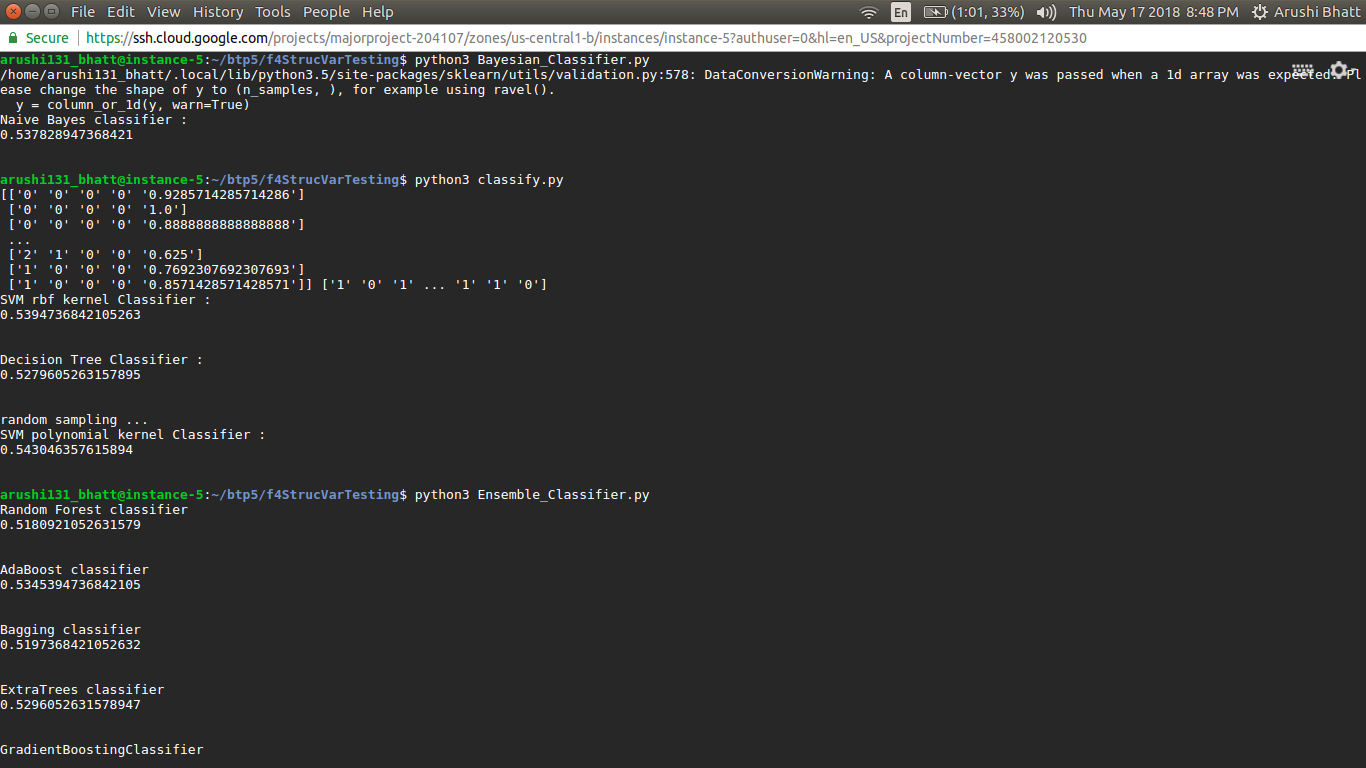 File Edit View History Tools People Help
En (1:01, 33%) Thu May 17 2018 8:48 PM Arushi Bhatt
Secure https://ssh.cloud.google.com/projects/majorproject-204107/zones/us-central1-b/instances/instance-5?authuser=0&hl=en_US&projectNumber=458002120530
arushi131_bhatt@instance-5:~/btp5/f4StrucVarTesting$ python3 Bayesian_Classifier.py
/home/arushi131_bhatt/.local/lib/python3.5/site-packages/sklearn/utils/validation.py:578: DataConversionWarning: A column-vector y was passed when a 1d array was expected. Pl
ease change the shape of y to (n_samples, ), for example using ravel().
  y = column_or_1d(y, warn=True)
Naive Bayes classifier :
0.537828947368421
arushi131_bhatt@instance-5:~/btp5/f4StrucVarTesting$ python3 classify.py
[['0' '0' '0' '0' '0.9285714285714286']
 ['0' '0' '0' '0' '1.0']
 ['0' '0' '0' '0' '0.8888888888888888']
 ...
 ['2' '1' '0' '0' '0.625']
 ['1' '0' '0' '0' '0.7692307692307693']
 ['1' '0' '0' '0' '0.8571428571428571']] ['1' '0' '1' ... '1' '1' '0']
SVM rbf kernel Classifier :
0.5394736842105263
Decision Tree Classifier :
0.5279605263157895
random sampling ...
SVM polynomial kernel Classifier :
0.543046357615894
arushi131_bhatt@instance-5:~/btp5/f4StrucVarTesting$ python3 Ensemble_Classifier.py
Random Forest classifier
0.5180921052631579
AdaBoost classifier
0.5345394736842105
Bagging classifier
0.5197368421052632
ExtraTrees classifier
0.5296052631578947
GradientBoostingClassifier